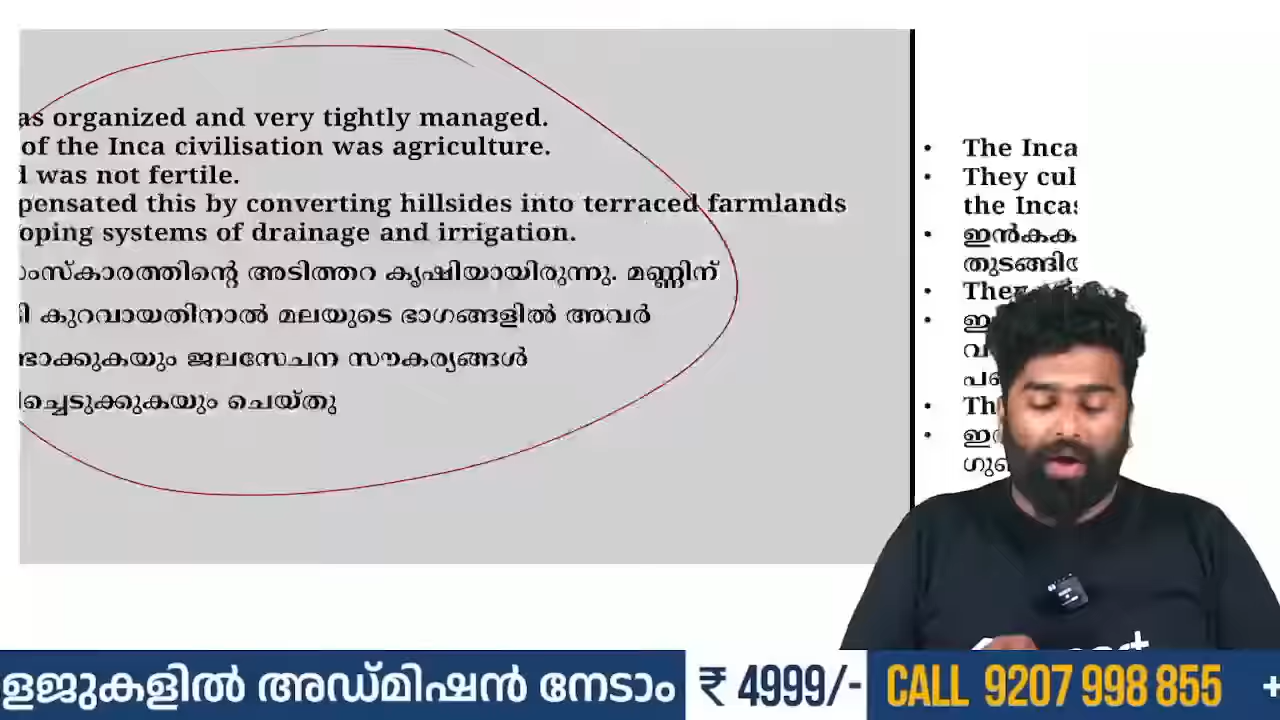 as organized and very tightly managed.
of the Inca civilisation was agriculture.
was not fertile.
pensated this by converting hillsides into terraced farmlands
oping systems of drainage and irrigation.
ംസ്കാരത്തിന്റെ അടിത്തറ കൃഷിയായിരുന്നു. മണ്ണിന്
കുറവായതിനാൽ മലയുടെ ഭാഗങ്ങളിൽ അവർ
ണ്ടാക്കുകയും ജലസേചന സൗകര്യങ്ങൾ
ിച്ചെടുക്കുകയും ചെയ്തു
• The Inca
• They cul
the Incas
• ഇൻകക
തുടങ്ങിയ
• The
• ഇ
വ
പ
• Th
• ഇ
ഗു
ളജുകളിൽ അഡ്മിഷൻ നേടാം ₹ 4999/- CALL 9207 998 855 +